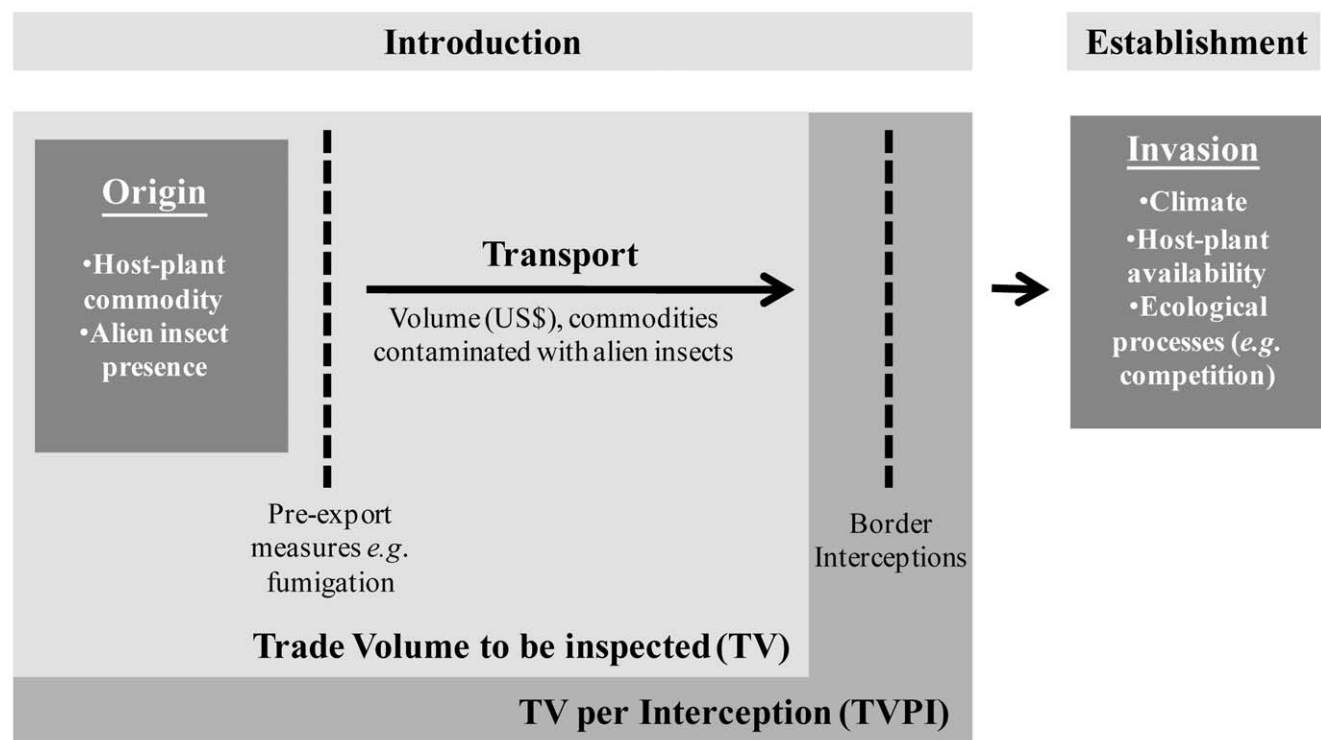 Introduction
Establishment
Origin
•Host-plant
commodity
•Alien insect
presence
Transport
Volume (US$), commodities
contaminated with alien insects
Pre-export
measures e.g.
fumigation
Border
Interceptions
Trade Volume to be inspected (TV)
TV per Interception (TVPI)
Invasion
•Climate
•Host-plant
availability
•Ecological
processes (e.g.
competition)